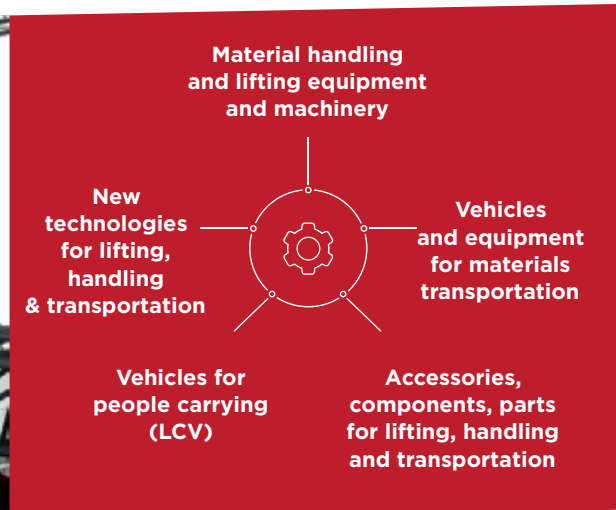 Material handling
and lifting equipment
and machinery
New
technologies
for lifting,
handling
& transportation
Vehicles
and equipment
for materials
transportation
Vehicles for
people carrying
(LCV)
Accessories,
components, parts
for lifting, handling
and transportation